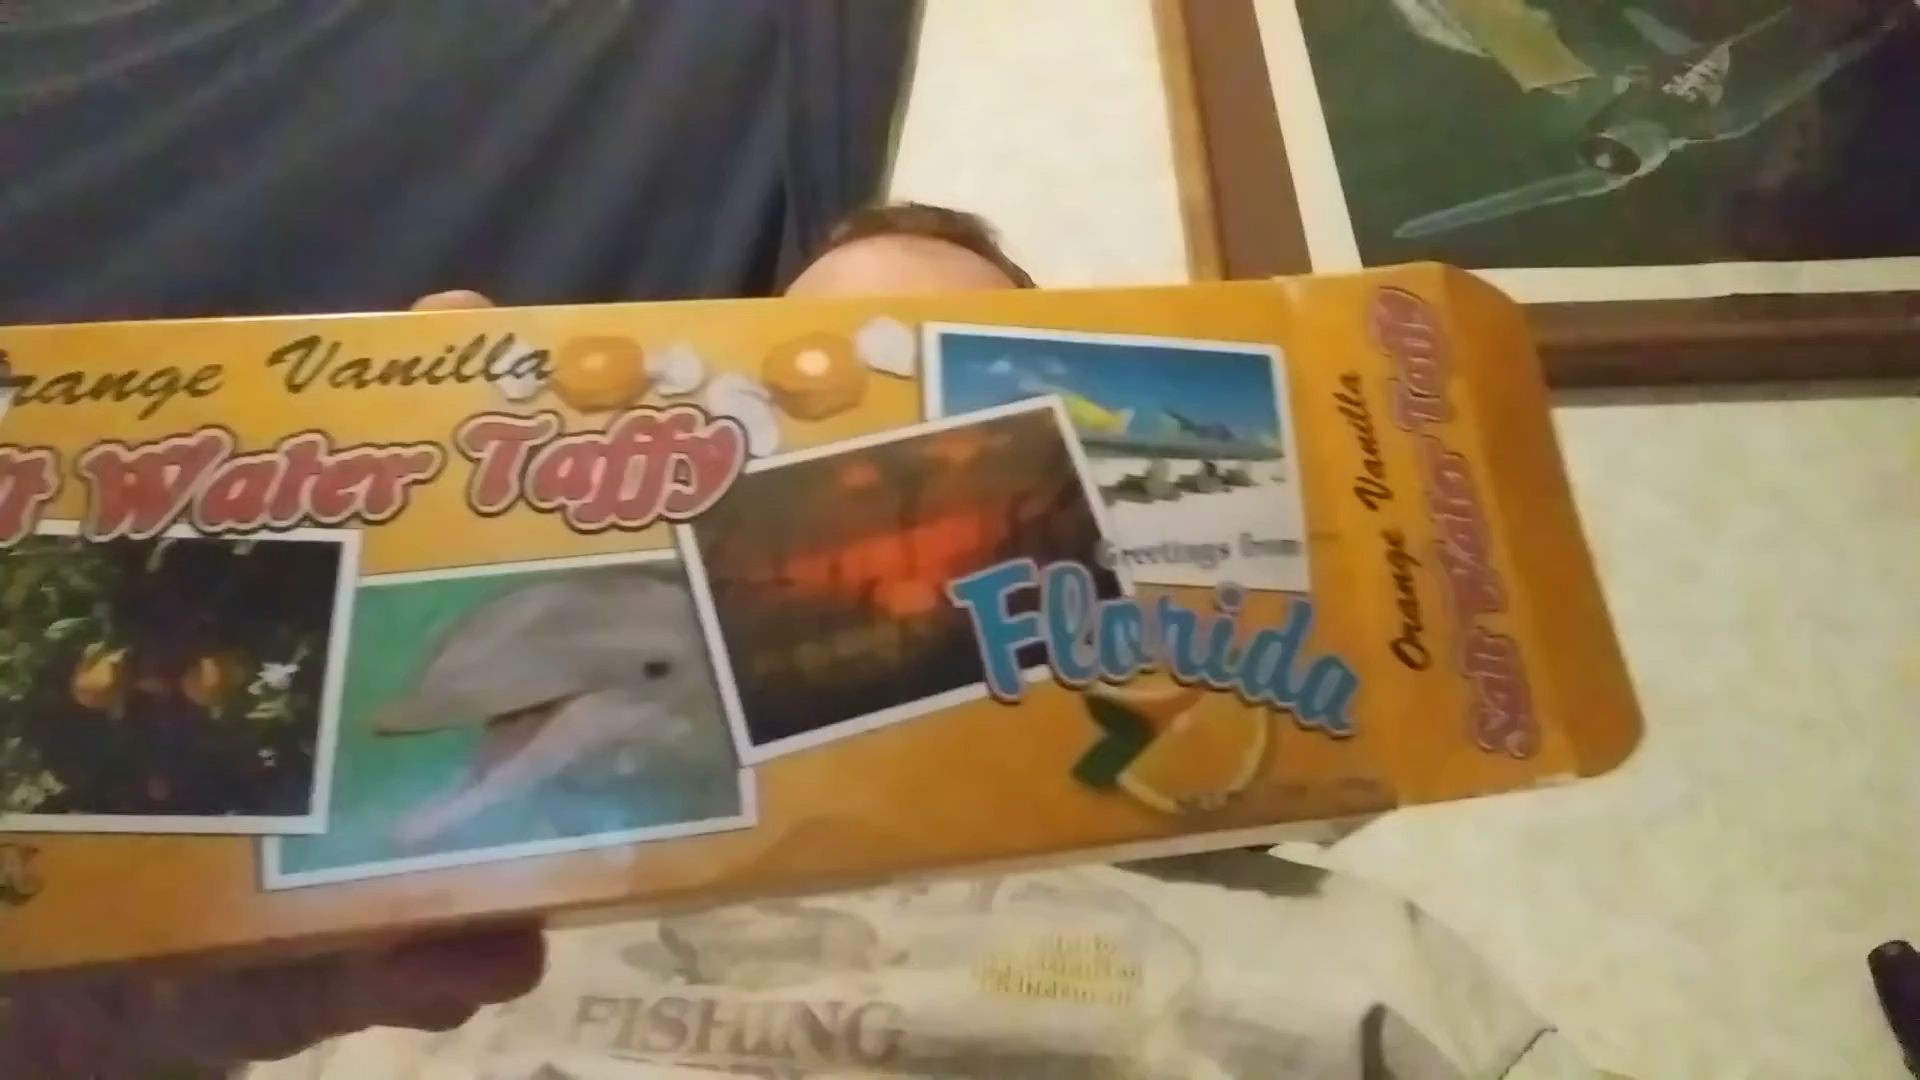 range Vanilla
Water Taffy
Greetings from
Florida
Orange Vanilla
Salt Water Taffy
FISHING